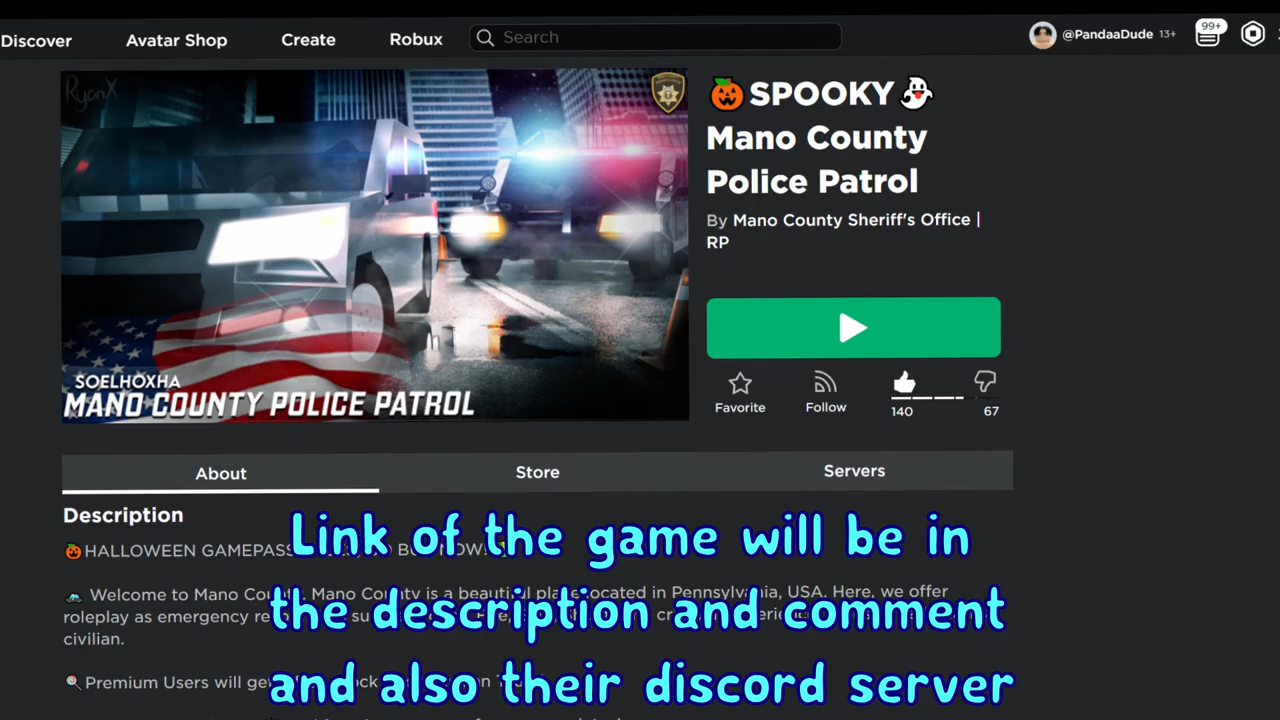 Discover Avatar Shop Create Robux Search @PandaaDude 13+ 99+
RyonX
🎃SPOOKY👻
Mano County
Police Patrol
By Mano County Sheriff's Office |
RP
SOELHOXHA
MANO COUNTY POLICE PATROL
Favorite Follow 140 67
About Store Servers
Description
🎃HALLOWEEN GAMEPASS
Welcome to Mano County, Mano County is a beautiful place located in Pennsylvania, USA. Here, we offer
roleplay as emergency
civilian.
Premium Users will get
Link of the game will be in
the description and comment
and also their discord server